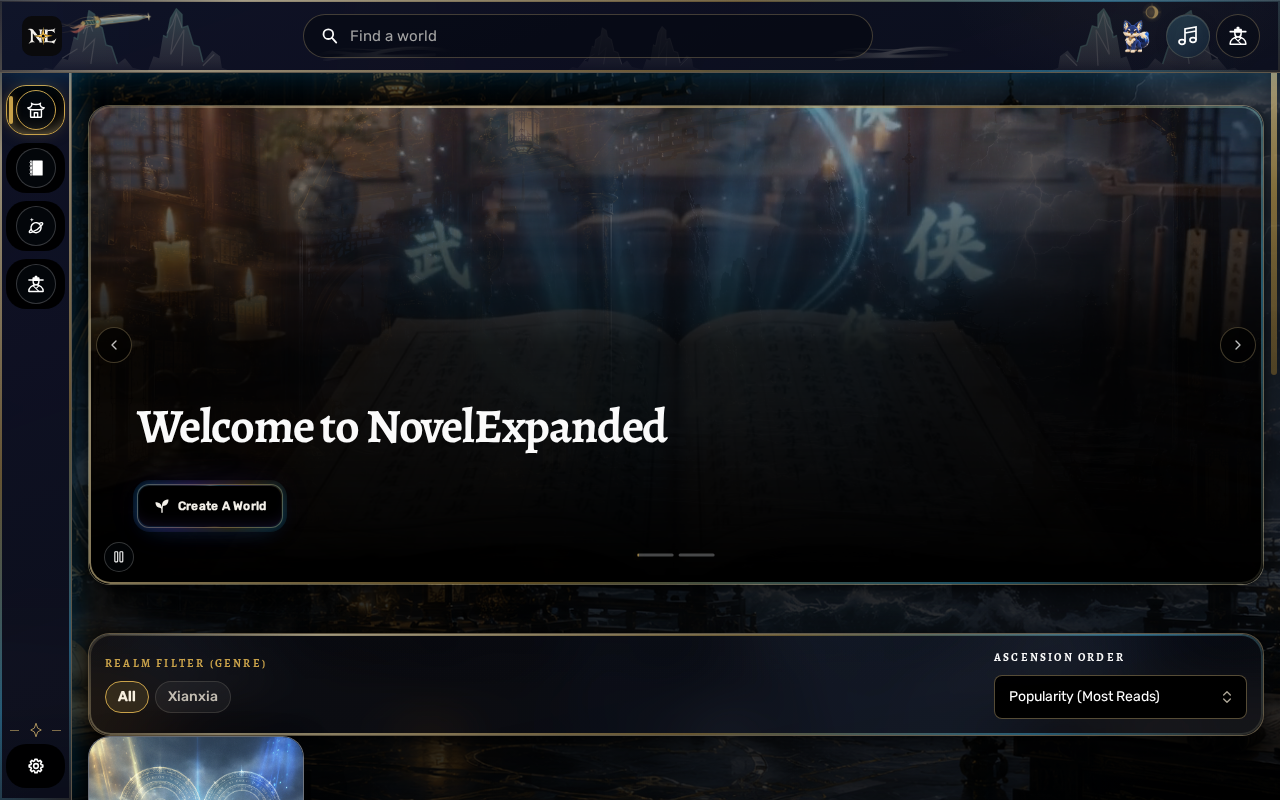 NE
Find a world
侠
武
侠
Welcome to NovelExpanded
Create A World
REALM FILTER (GENRE)
All
Xianxia
ASCENSION ORDER
Popularity (Most Reads)